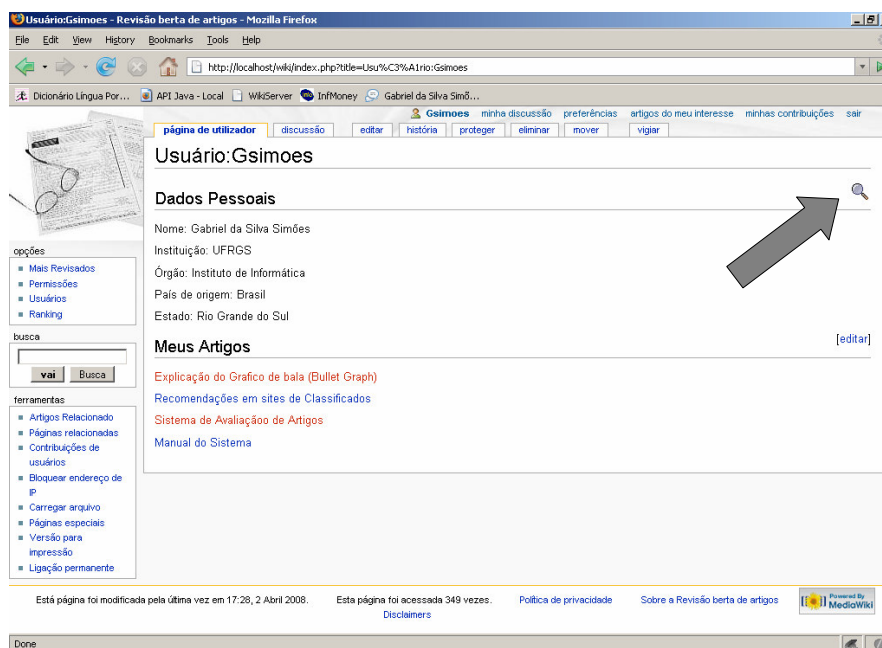 Usuário:Gsimoes - Revisão berta de artigos - Mozilla Firefox
File Edit View History Bookmarks Tools Help
http://localhost/wiki/index.php?title=Usu%C3%A1rio:Gsimoes
Dicionário Língua Por... API Java - Local WikiServer InfMoney Gabriel da Silva Simõ...
Gsimoes minha discussão preferências artigos do meu interesse minhas contribuições sair
página de utilizador discussão editar história proteger eliminar mover vigiar
Usuário:Gsimoes
Dados Pessoais
Nome: Gabriel da Silva Simões
Instituição: UFRGS
Órgão: Instituto de Informática
País de origem: Brasil
Estado: Rio Grande do Sul
Meus Artigos [editar]
Explicação do Grafico de bala (Bullet Graph)
Recomendações em sites de Classificados
Sistema de Avaliaçãoo de Artigos
Manual do Sistema
opções
Mais Revisados
Permissões
Usuários
Ranking
busca
vai Busca
ferramentas
Artigos Relacionado
Páginas relacionadas
Contribuições de
usuários
Bloquear endereço de
IP
Carregar arquivo
Páginas especiais
Versão para
impressão
Ligação permanente
Está página foi modificada pela última vez em 17:28, 2 Abril 2008. Esta página foi acessada 349 vezes. Política de privacidade Sobre a Revisão berta de artigos
Disclaimers
Powered By
MediaWiki
Done